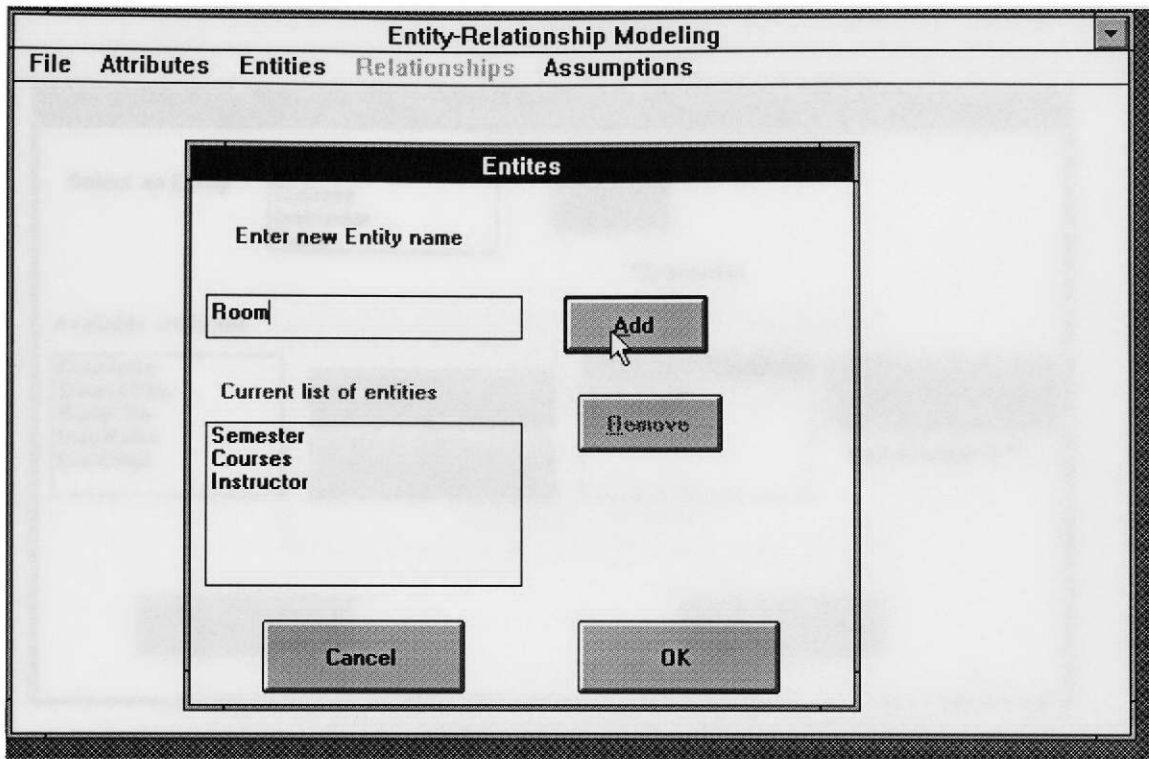 Entity-Relationship Modeling
File Attributes Entities Relationships Assumptions
Entites
Enter new Entity name
Room
Add
Current list of entities
Remove
Semester
Courses
Instructor
Cancel OK